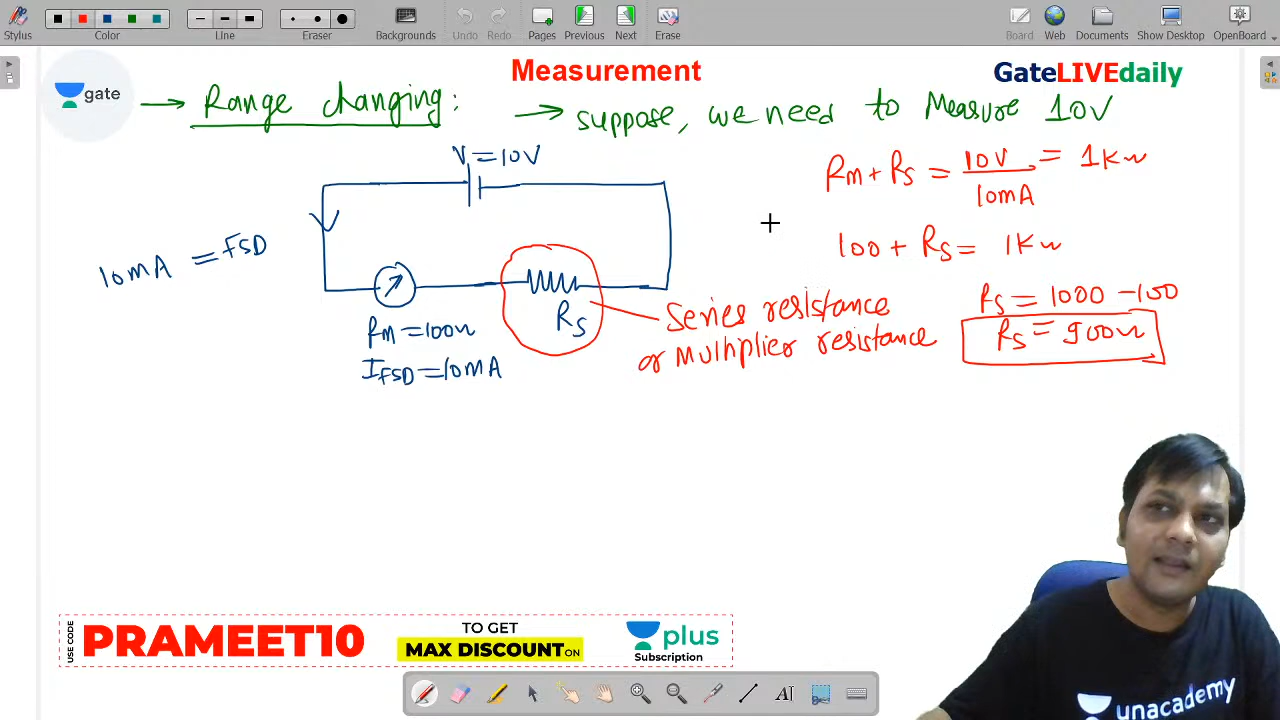 Stylus
Color
Line
Eraser
Backgrounds
Undo
Redo
Pages
Previous
Next
Erase
Board
Web
Documents
Show Desktop
OpenBoard
Measurement
GateLIVEdaily
gate
→ Range changing:
→ suppose, we need to Measure 10V
V = 10V
Rm + Rs = 10V / 10mA = 1Kω
100 + Rs = 1Kω
10mA = FSD
Rs = 1000 - 100
Rs = 900ω
Rs
Series resistance
or Multiplier resistance
Rm = 100ω
IFSD = 10mA
USE CODE
PRAMEET10
TO GET
MAX DISCOUNT ON
plus
Subscription
unacademy
AI